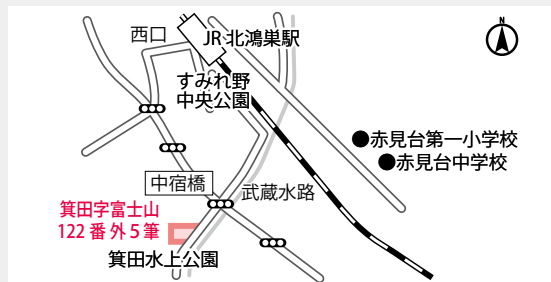 N
西口
JR北鴻巣駅
すみれ野
中央公園
●赤見台第一小学校
●赤見台中学校
中宿橋
武蔵水路
箕田字富士山
122番外5筆
箕田水上公園